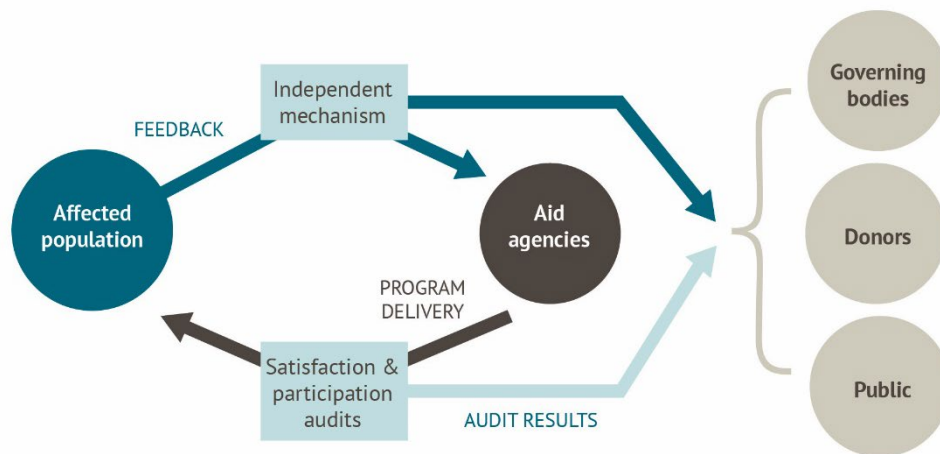 Independent
mechanism
FEEDBACK
Affected
population
Aid
agencies
PROGRAM
DELIVERY
Satisfaction &
participation
audits
AUDIT RESULTS
Governing
bodies
Donors
Public